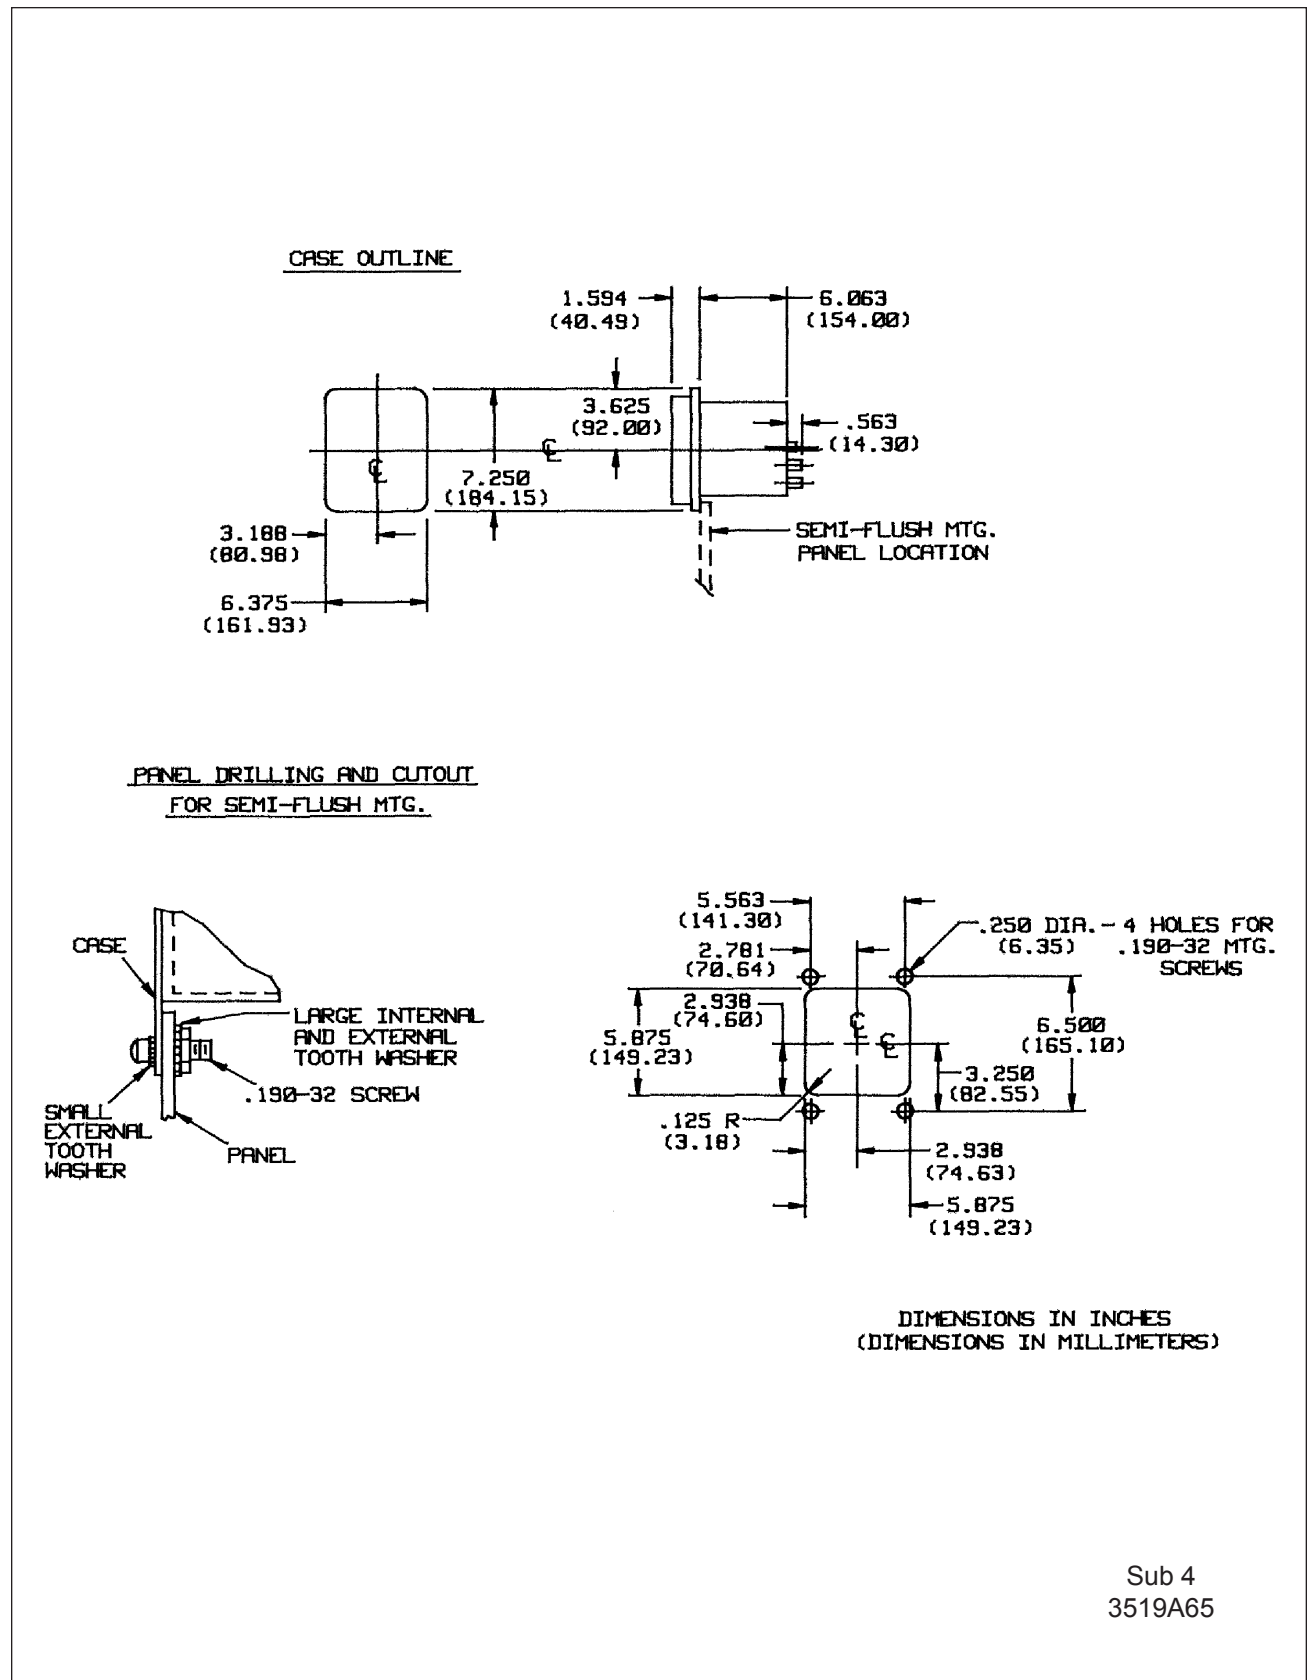 CASE OUTLINE
1.594
(40.49)
6.063
(154.00)
3.625
(92.00)
.563
(14.30)
7.250
(184.15)
3.188
(80.98)
SEMI-FLUSH MTG.
PANEL LOCATION
6.375
(161.93)
PANEL DRILLING AND CUTOUT
FOR SEMI-FLUSH MTG.
CASE
LARGE INTERNAL
AND EXTERNAL
TOOTH WASHER
.190-32 SCREW
SMALL
EXTERNAL
TOOTH
WASHER
PANEL
5.563
(141.30)
2.781
(70.64)
.250 DIA. - 4 HOLES FOR
(6.35) .190-32 MTG.
SCREWS
2.938
(74.60)
5.875
(149.23)
6.500
(165.10)
3.250
(82.55)
.125 R
(3.18)
2.938
(74.63)
5.875
(149.23)
DIMENSIONS IN INCHES
(DIMENSIONS IN MILLIMETERS)
Sub 4
3519A65